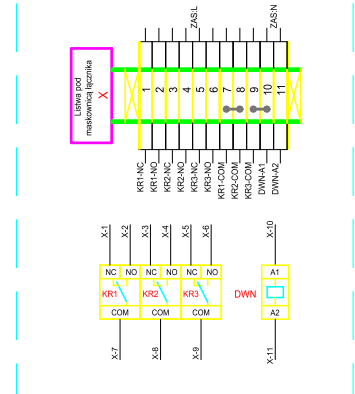 ZAS:L
ZAS:N
Listwa pod
maskownicą łącznika
X
1
2
3
4
5
6
7
8
9
10
11
KR1-NC
KR1-NO
KR2-NC
KR2-NO
KR3-NC
KR3-NO
KR1-COM
KR2-COM
KR3-COM
DWN-A1
DWN-A2
X-1
X-2
X-3
X-4
X-5
X-6
X-10
NC NO NC NO NC NO A1
KR1 KR2 KR3 DWN
COM COM COM A2
X-7
X-8
X-9
X-11